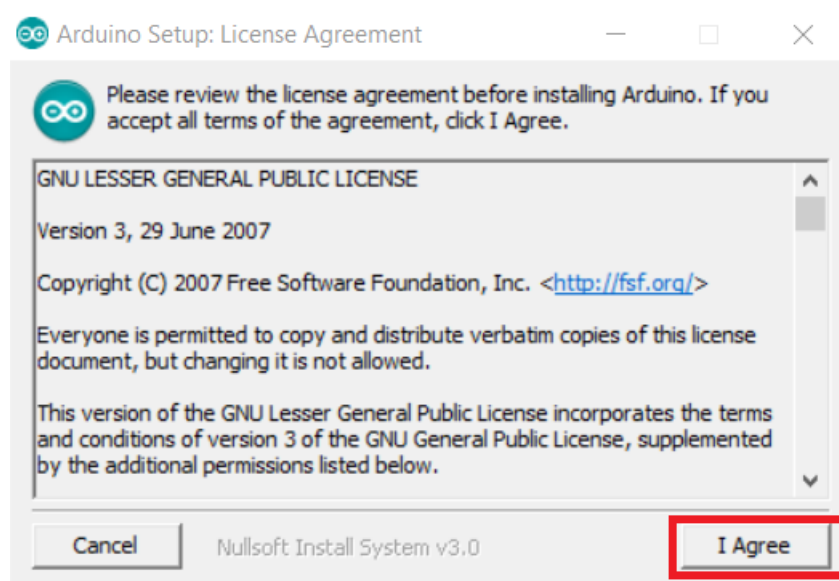 Arduino Setup: License Agreement
Please review the license agreement before installing Arduino. If you
accept all terms of the agreement, click I Agree.
GNU LESSER GENERAL PUBLIC LICENSE
Version 3, 29 June 2007
Copyright (C) 2007 Free Software Foundation, Inc. <http://fsf.org/>
Everyone is permitted to copy and distribute verbatim copies of this license
document, but changing it is not allowed.
This version of the GNU Lesser General Public License incorporates the terms
and conditions of version 3 of the GNU General Public License, supplemented
by the additional permissions listed below.
Cancel
Nullsoft Install System v3.0
I Agree